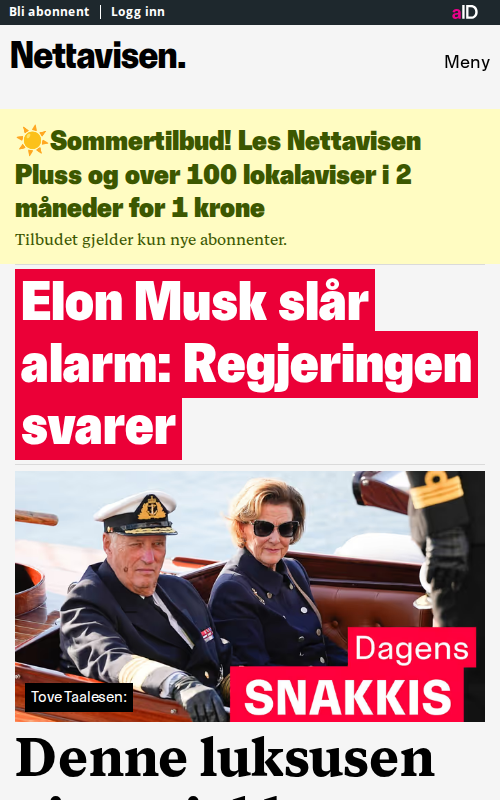 Bli abonnent
Logg inn
aID
Nettavisen.
Meny
Sommertilbud! Les Nettavisen
Pluss og over 100 lokalaviser i 2
måneder for 1 krone
Tilbudet gjelder kun nye abonnenter.
Elon Musk slår
alarm: Regjeringen
svarer
Dagens
SNAKKIS
Tove Taalesen:
Denne luksusen